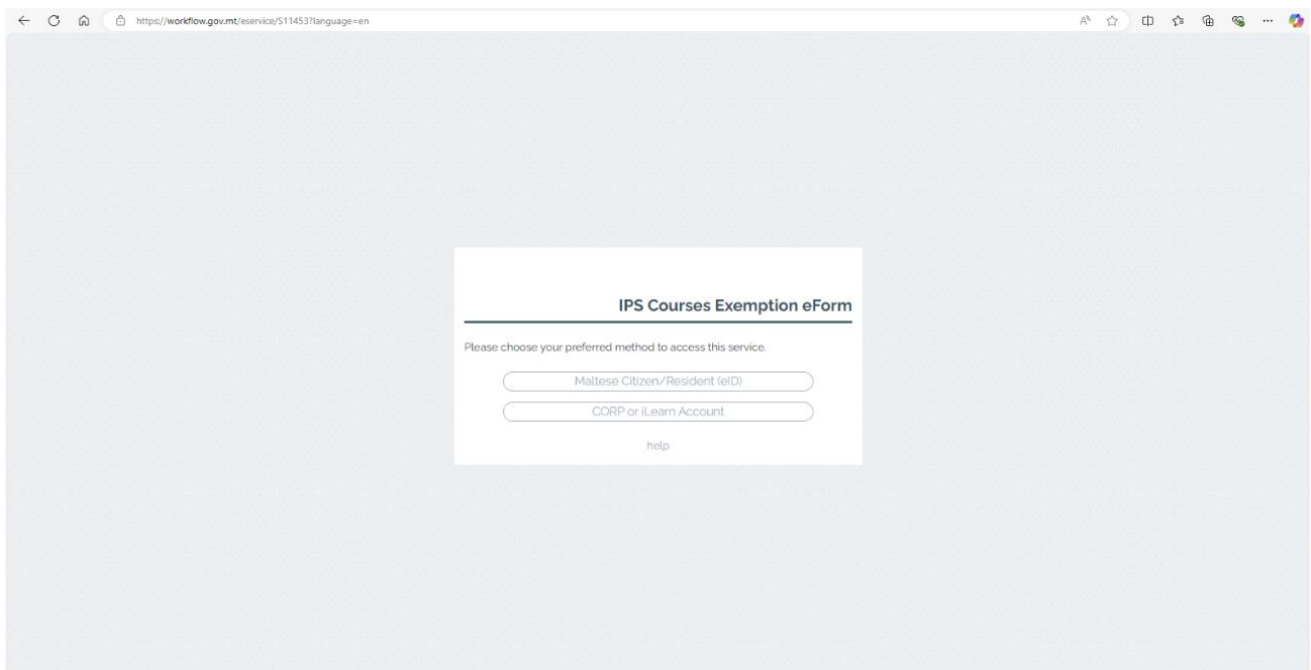 https://workflow.gov.mt/eservice/S11453?language=en
IPS Courses Exemption eForm
Please choose your preferred method to access this service.
Maltese Citizen/Resident (eID)
CORP or iLearn Account
help